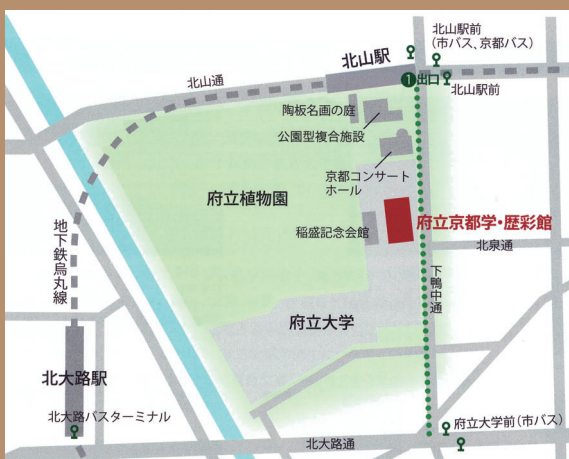 北山駅前
(市バス、京都バス)
北山駅
1出口
北山駅前
北山通
陶板名画の庭
公園型複合施設
京都コンサート
ホール
府立植物園
府立京都学・歴彩館
稲盛記念会館
北泉通
地下鉄烏丸線
下鴨中通
府立大学
北大路駅
北大路バスターミナル
府立大学前(市バス)
北大路通